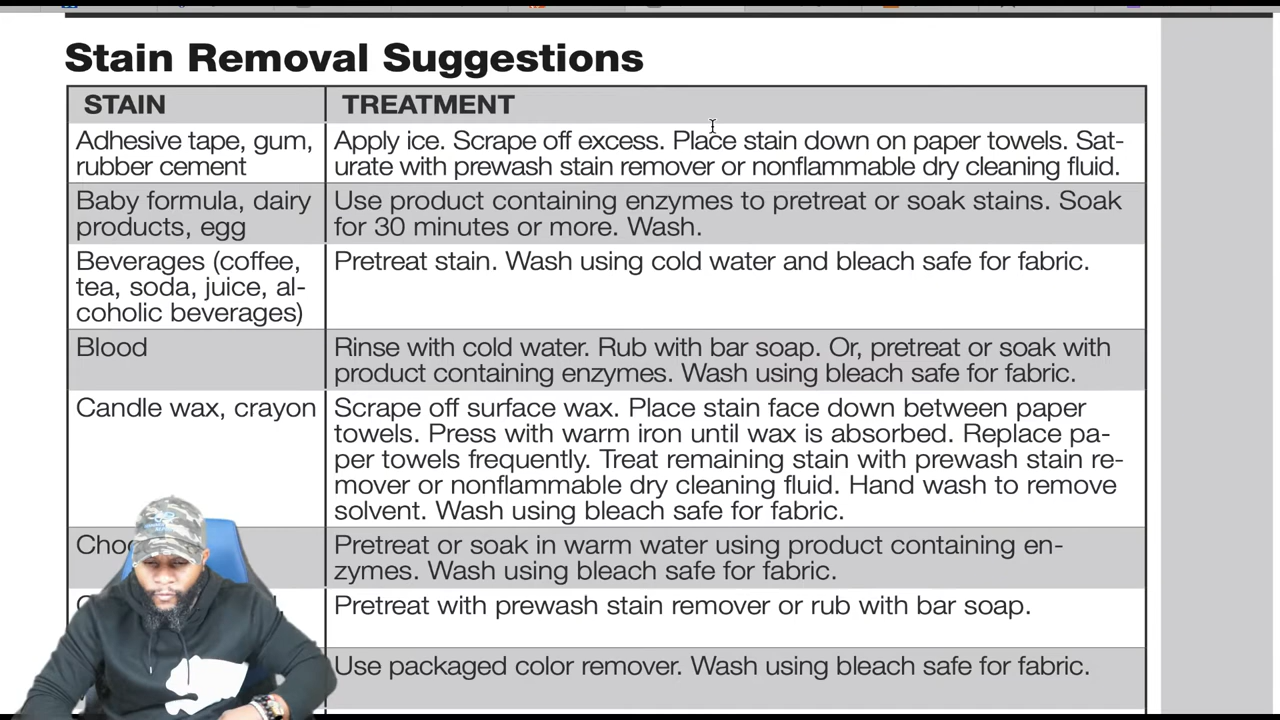 Stain Removal Suggestions
STAIN
TREATMENT
Adhesive tape, gum,
rubber cement
Apply ice. Scrape off excess. Place stain down on paper towels. Sat-
urate with prewash stain remover or nonflammable dry cleaning fluid.
Baby formula, dairy
products, egg
Use product containing enzymes to pretreat or soak stains. Soak
for 30 minutes or more. Wash.
Beverages (coffee,
tea, soda, juice, al-
coholic beverages)
Pretreat stain. Wash using cold water and bleach safe for fabric.
Blood
Rinse with cold water. Rub with bar soap. Or, pretreat or soak with
product containing enzymes. Wash using bleach safe for fabric.
Candle wax, crayon
Scrape off surface wax. Place stain face down between paper
towels. Press with warm iron until wax is absorbed. Replace pa-
per towels frequently. Treat remaining stain with prewash stain re-
mover or nonflammable dry cleaning fluid. Hand wash to remove
solvent. Wash using bleach safe for fabric.
Pretreat or soak in warm water using product containing en-
zymes. Wash using bleach safe for fabric.
Pretreat with prewash stain remover or rub with bar soap.
Use packaged color remover. Wash using bleach safe for fabric.